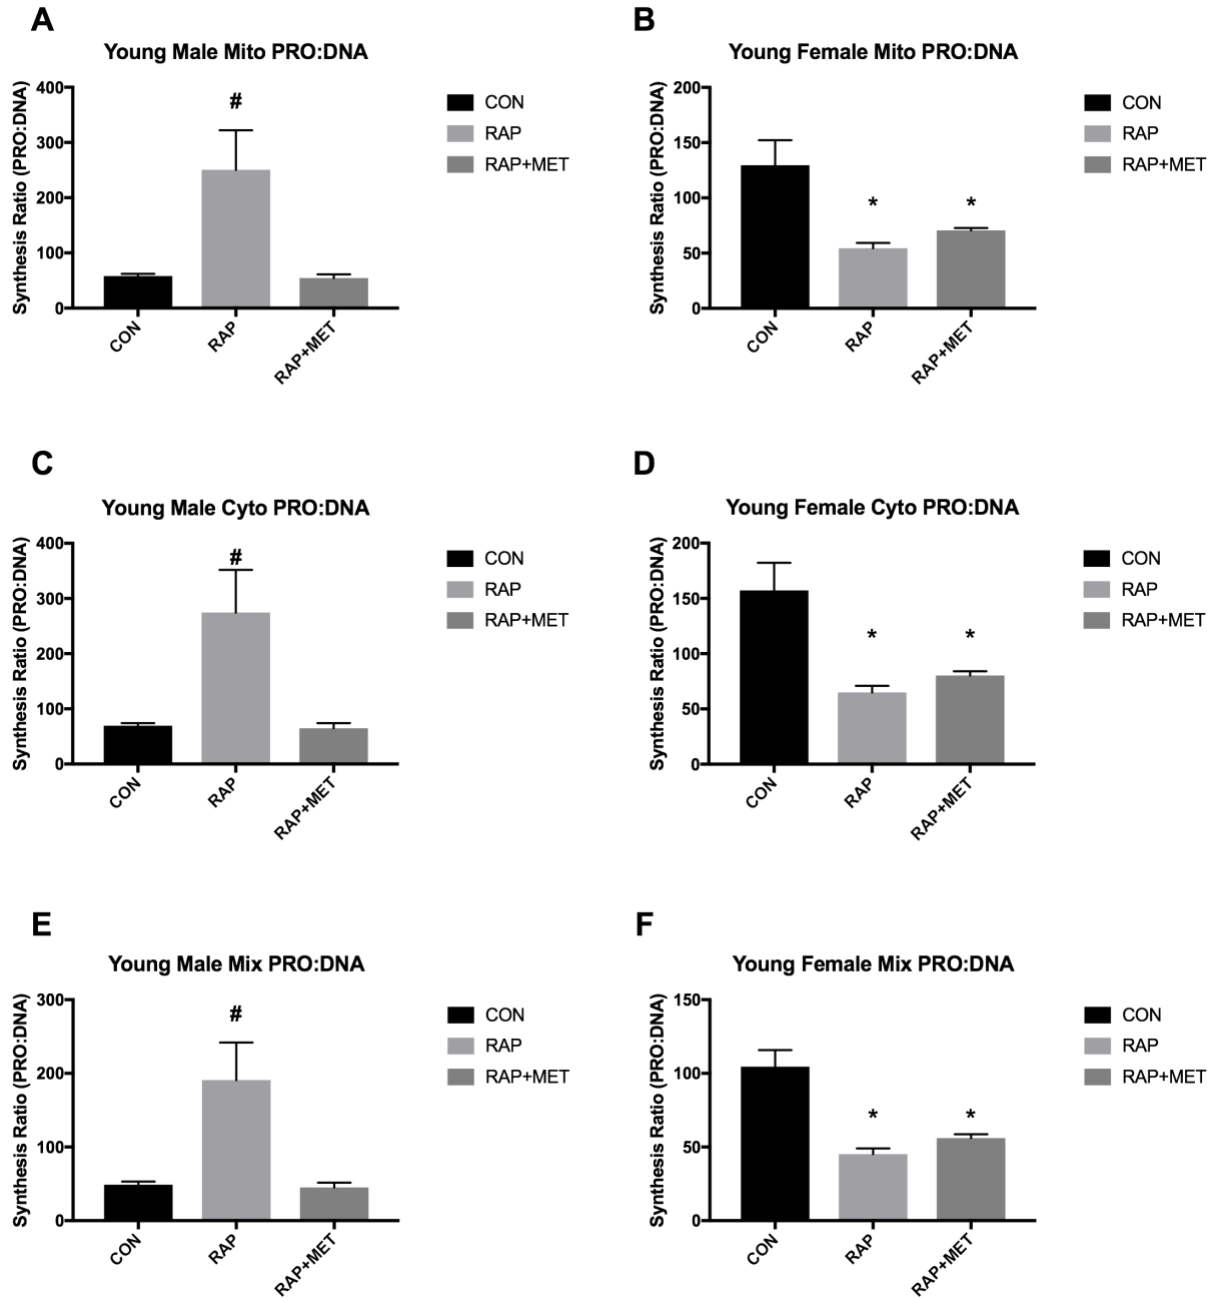 A
Young Male Mito PRO:DNA
Synthesis Ratio (PRO:DNA)
400
300
200
100
0
#
CON
RAP
RAP+MET
CON
RAP
RAP+MET
B
Young Female Mito PRO:DNA
Synthesis Ratio (PRO:DNA)
200
150
100
50
0
*
*
CON
RAP
RAP+MET
CON
RAP
RAP+MET
C
Young Male Cyto PRO:DNA
Synthesis Ratio (PRO:DNA)
400
300
200
100
0
#
CON
RAP
RAP+MET
CON
RAP
RAP+MET
D
Young Female Cyto PRO:DNA
Synthesis Ratio (PRO:DNA)
200
150
100
50
0
*
*
CON
RAP
RAP+MET
CON
RAP
RAP+MET
E
Young Male Mix PRO:DNA
Synthesis Ratio (PRO:DNA)
300
200
100
0
#
CON
RAP
RAP+MET
CON
RAP
RAP+MET
F
Young Female Mix PRO:DNA
Synthesis Ratio (PRO:DNA)
150
100
50
0
*
*
CON
RAP
RAP+MET
CON
RAP
RAP+MET